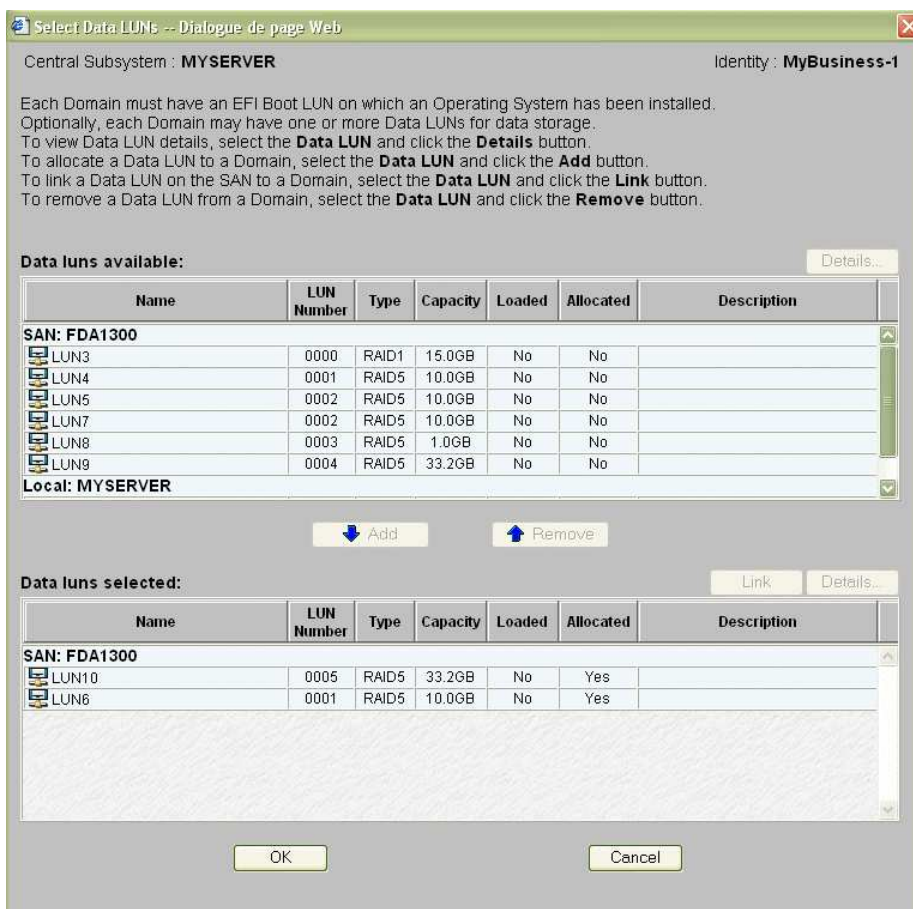 Select Data LUNs -- Dialogue de page Web
Central Subsystem : MYSERVER Identity : MyBusiness-1
Each Domain must have an EFI Boot LUN on which an Operating System has been installed.
Optionally, each Domain may have one or more Data LUNs for data storage.
To view Data LUN details, select the Data LUN and click the Details button.
To allocate a Data LUN to a Domain, select the Data LUN and click the Add button.
To link a Data LUN on the SAN to a Domain, select the Data LUN and click the Link button.
To remove a Data LUN from a Domain, select the Data LUN and click the Remove button.
Data luns available: Details...
Name LUN Number Type Capacity Loaded Allocated Description
SAN: FDA1300
LUN3 0000 RAID1 15.0GB No No
LUN4 0001 RAID5 10.0GB No No
LUN5 0002 RAID5 10.0GB No No
LUN7 0002 RAID5 10.0GB No No
LUN8 0003 RAID5 1.0GB No No
LUN9 0004 RAID5 33.2GB No No
Local: MYSERVER
Add Remove
Data luns selected: Link Details...
Name LUN Number Type Capacity Loaded Allocated Description
SAN: FDA1300
LUN10 0005 RAID5 33.2GB No Yes
LUN6 0001 RAID5 10.0GB No Yes
OK Cancel